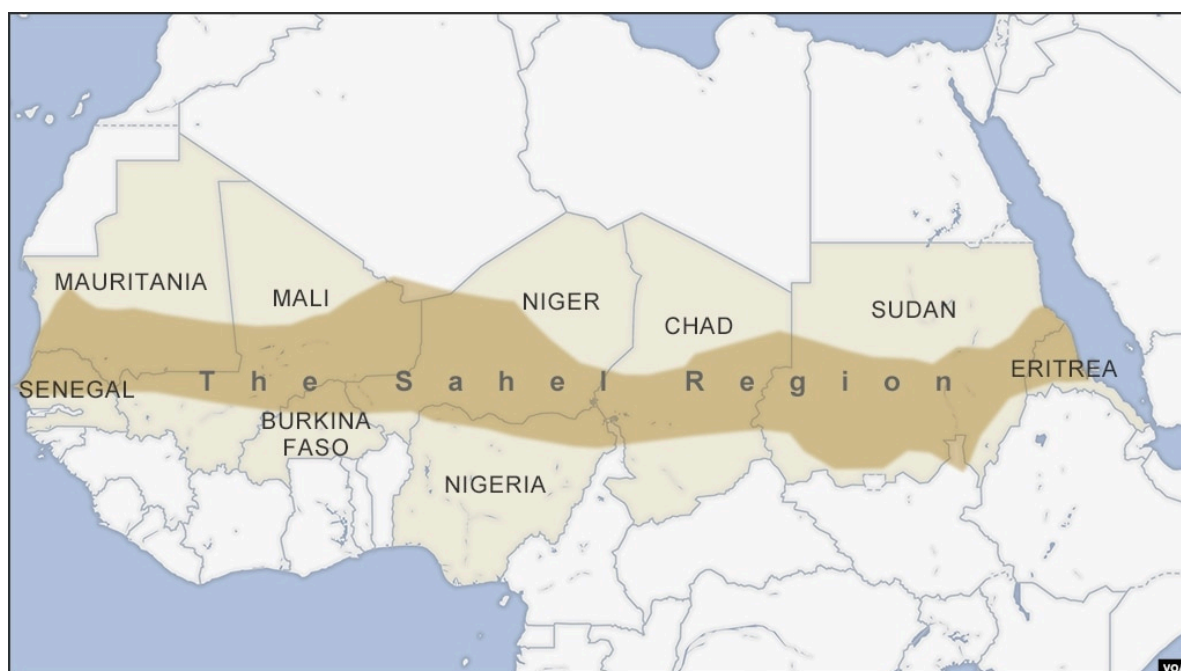 MAURITANIA
MALI
NIGER
CHAD
SUDAN
SENEGAL
The Sahel Region
ERITREA
BURKINA
FASO
NIGERIA